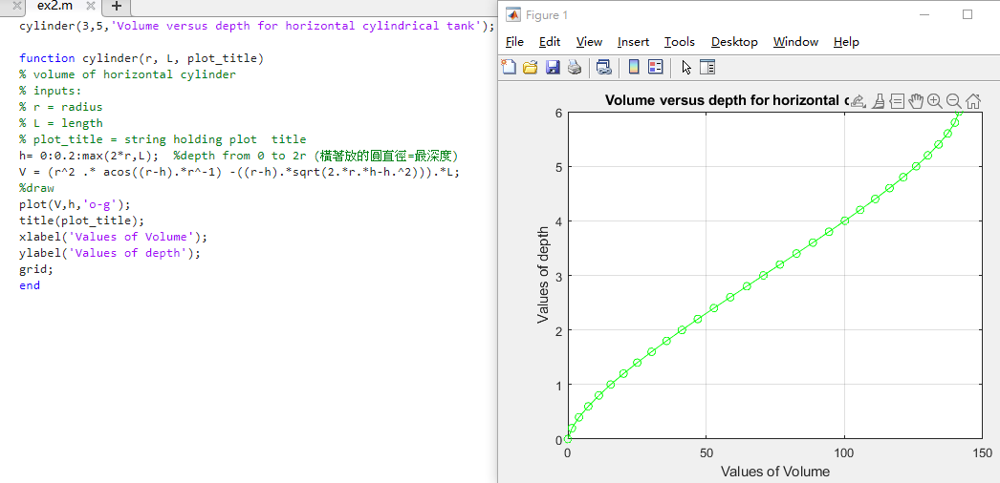 ex2.m
cylinder(3,5,'Volume versus depth for horizontal cylindrical tank');
function cylinder(r, L, plot_title)
% volume of horizontal cylinder
% inputs:
% r = radius
% L = length
% plot_title = string holding plot  title
h= 0:0.2:max(2*r,L);  %depth from 0 to 2r (橫著放的圓直徑=最深度)
V = (r^2 .* acos((r-h).*r^-1) -((r-h).*sqrt(2.*r.*h-h.^2))).*L;
%draw
plot(V,h,'o-g');
title(plot_title);
xlabel('Values of Volume');
ylabel('Values of depth');
grid;
end
Figure 1
File Edit View Insert Tools Desktop Window Help
Volume versus depth for horizontal
6
5
4
3
2
1
0
Values of depth
0 50 100 150
Values of Volume